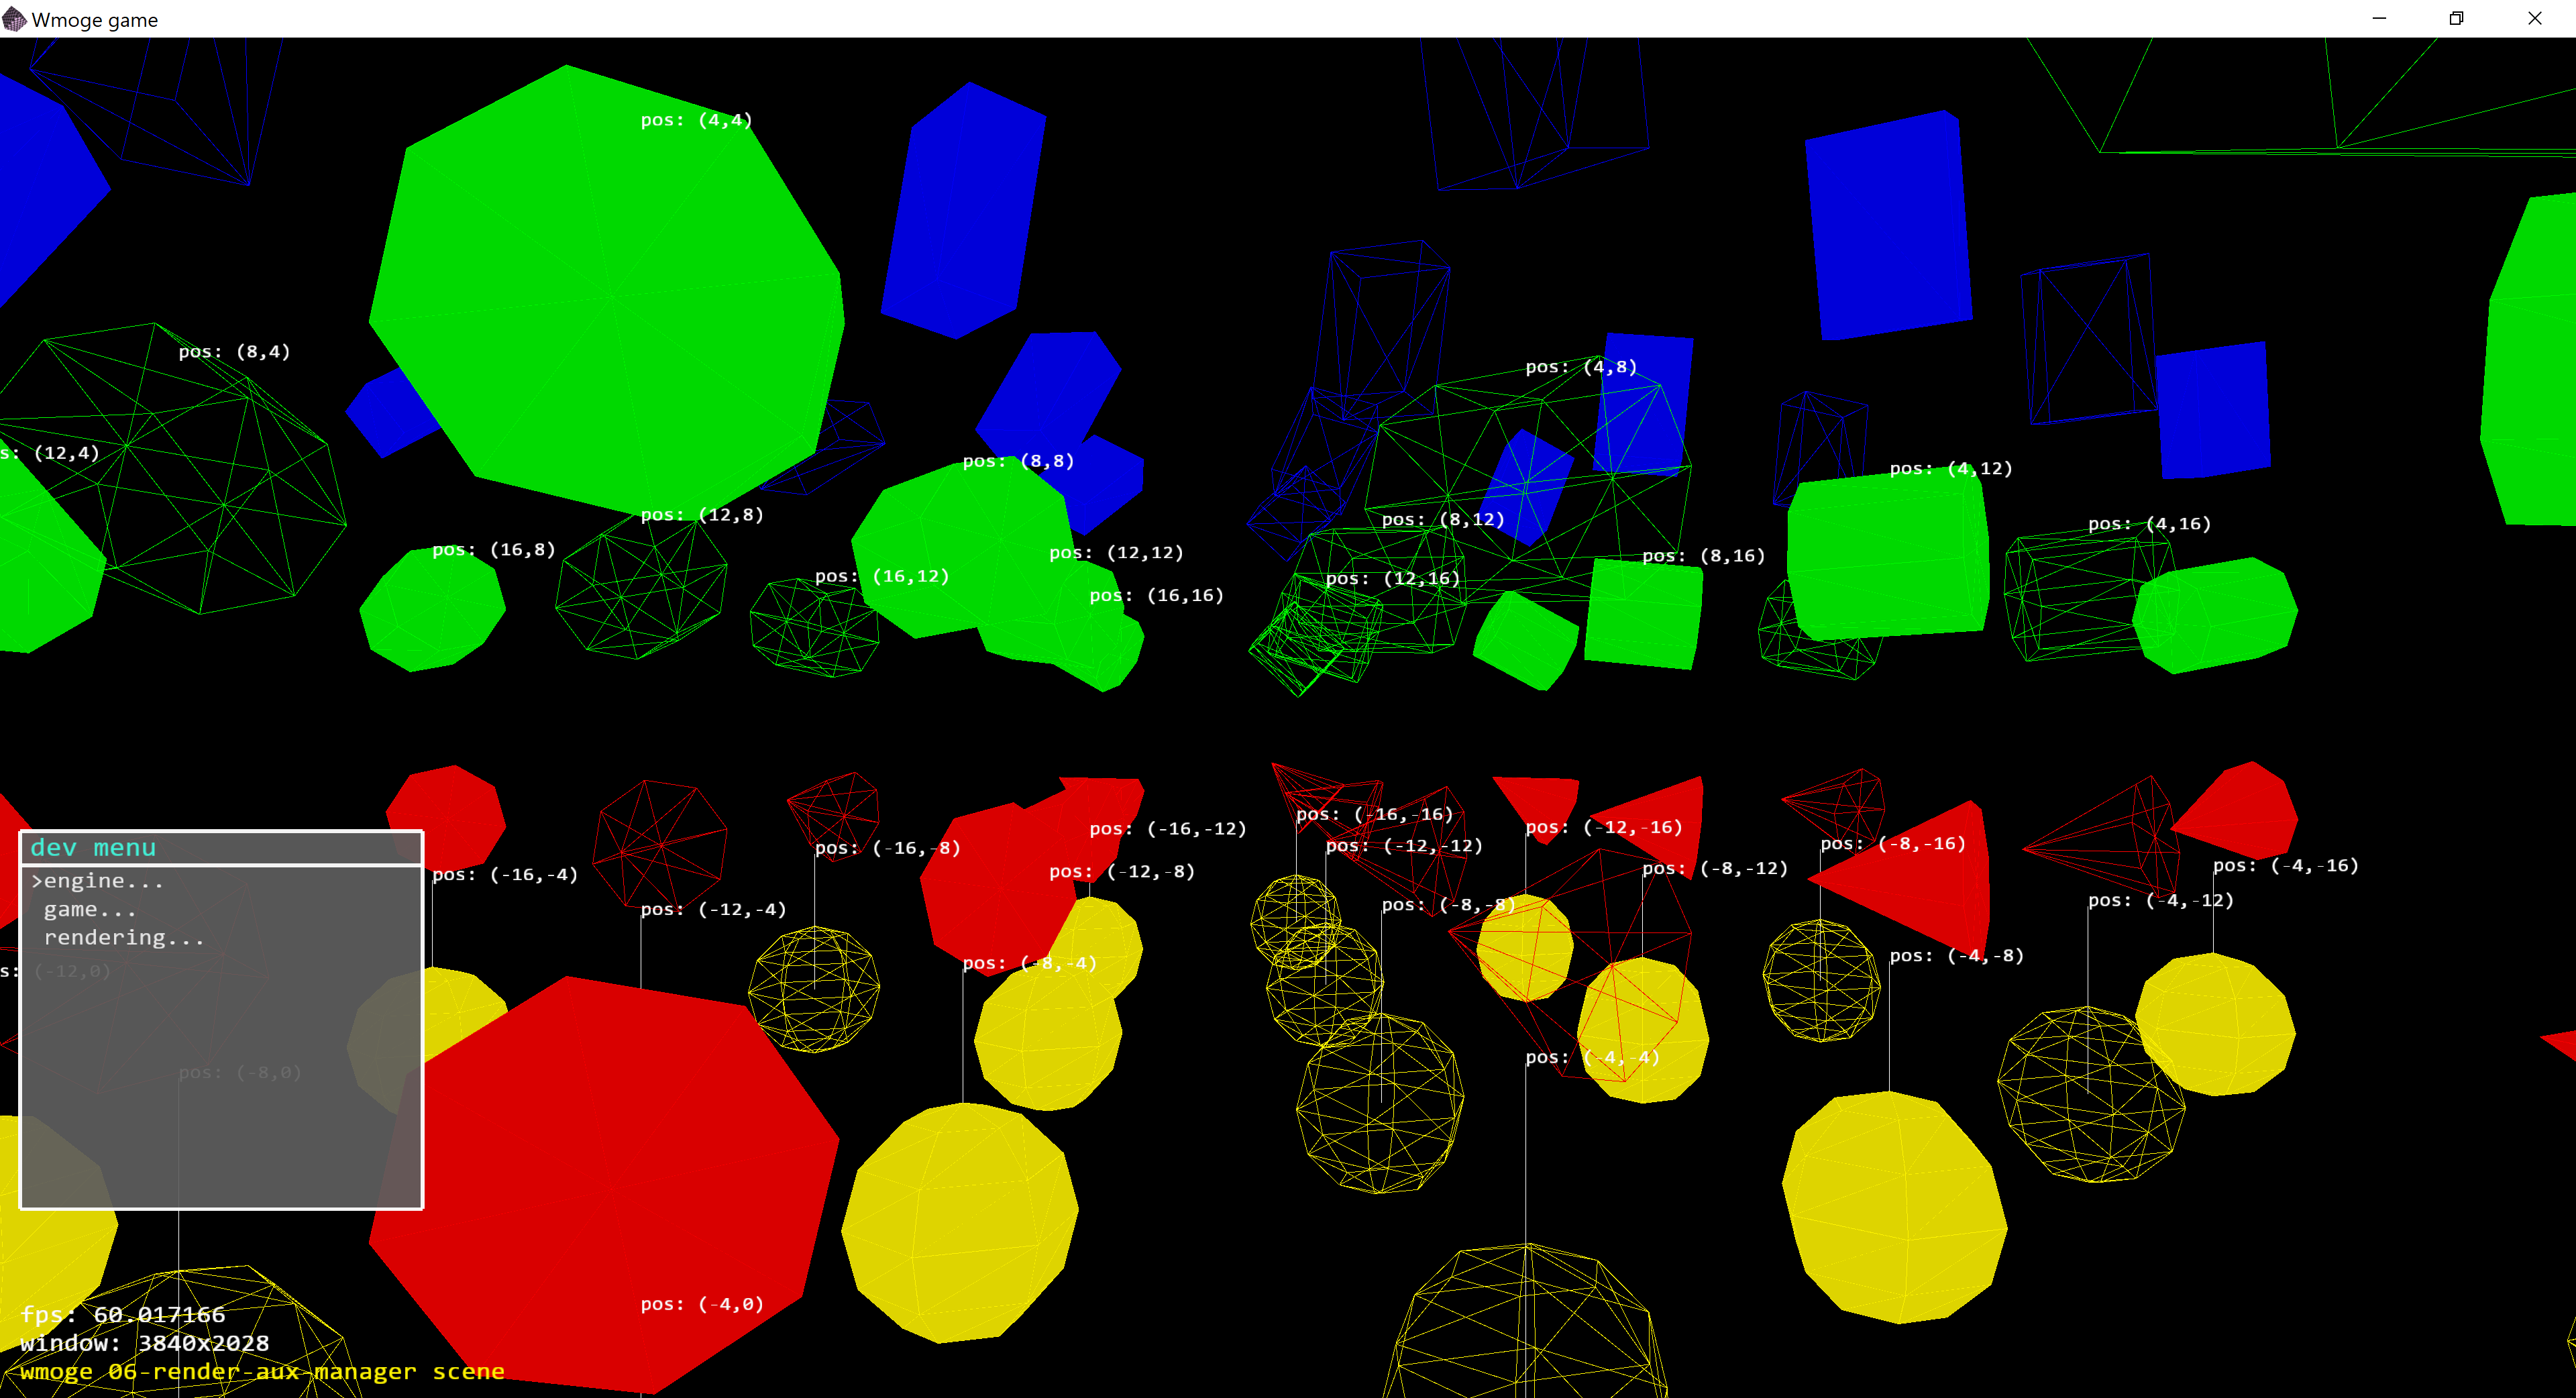 Wmoge game
pos: (4,4)
pos: (8,4)
pos: (4,8)
s: (12,4)
pos: (8,8)
pos: (4,12)
pos: (12,8)
pos: (8,12)
pos: (4,16)
pos: (16,8)
pos: (12,12)
pos: (8,16)
pos: (16,12)
pos: (12,16)
pos: (16,16)
pos: (-16,-16)
pos: (-16,-12)
pos: (-12,-16)
pos: (-16,-8)
pos: (-12,-12)
pos: (-8,-16)
pos: (-16,-4)
pos: (-12,-8)
pos: (-8,-12)
pos: (-4,-16)
pos: (-12,-4)
pos: (-8,-8)
pos: (-4,-12)
pos: (-8,-4)
pos: (-4,-8)
pos: (-4,-4)
dev menu
>engine...
game...
rendering...
s: (-12,0)
pos: (-8,0)
pos: (-4,0)
fps: 60.017166
window: 3840x2028
wmoge 06-render-aux manager scene